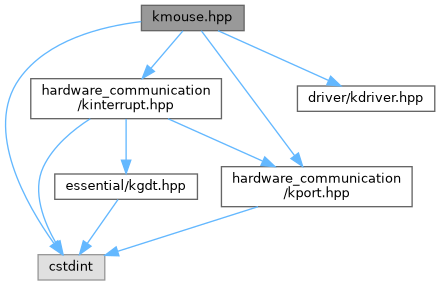 kmouse.hpp
hardware_communication
/kinterrupt.hpp
driver/kdriver.hpp
essential/kgdt.hpp
hardware_communication
/kport.hpp
cstdint